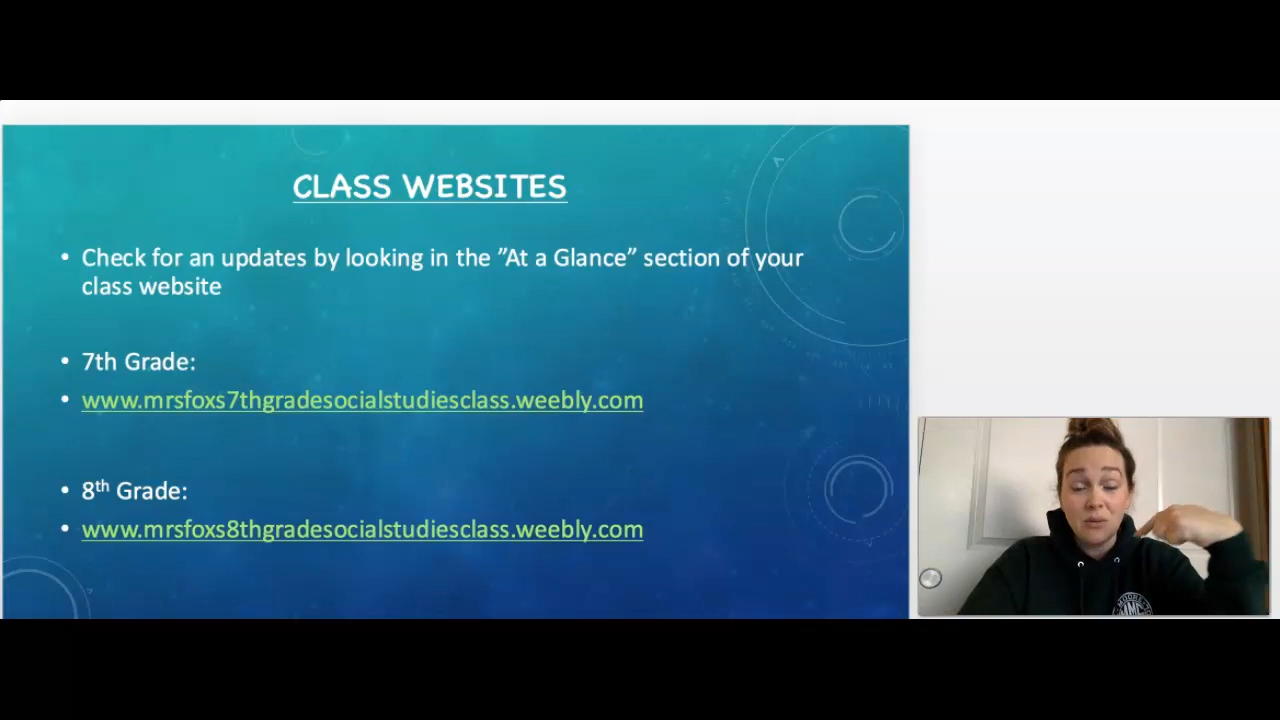 CLASS WEBSITES
• Check for an updates by looking in the ”At a Glance” section of your
class website
• 7th Grade:
• www.mrsfoxs7thgradesocialstudiesclass.weebly.com
• 8th Grade:
• www.mrsfoxs8thgradesocialstudiesclass.weebly.com